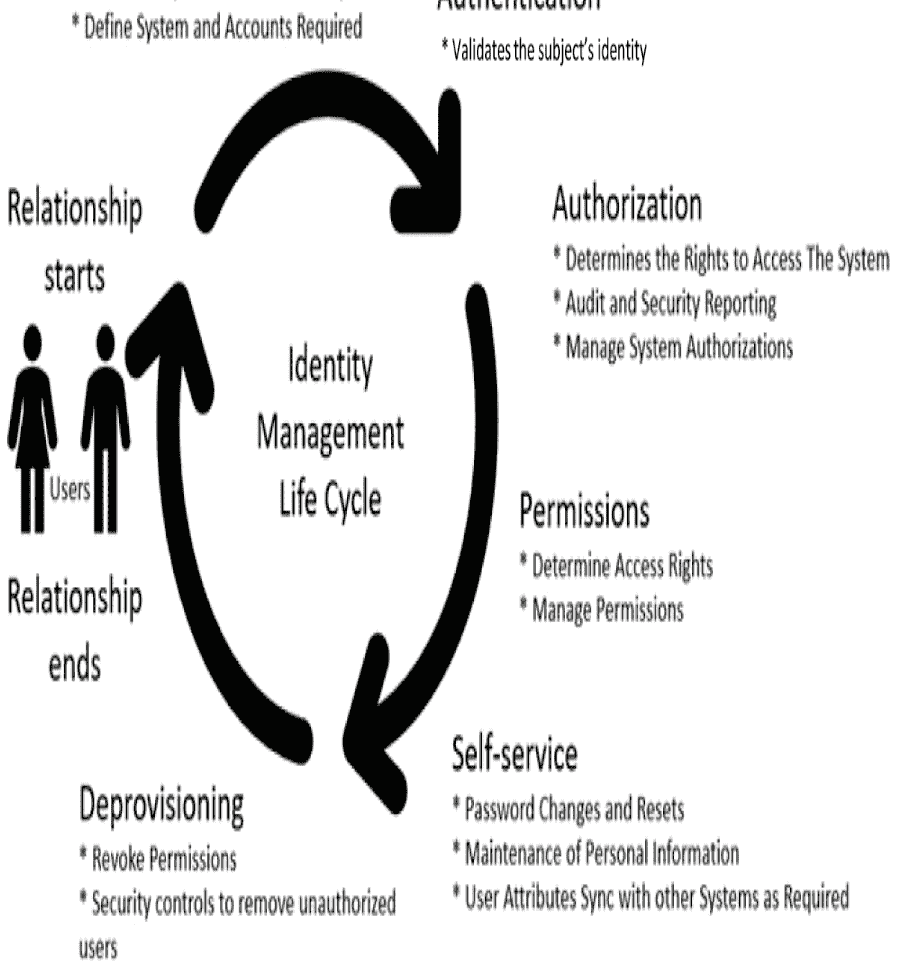 * Define System and Accounts Required
Authentication
* Validates the subject's identity
Relationship
starts
Users
Relationship
ends
Identity
Management
Life Cycle
Authorization
* Determines the Rights to Access The System
* Audit and Security Reporting
* Manage System Authorizations
Permissions
* Determine Access Rights
* Manage Permissions
Self-service
* Password Changes and Resets
* Maintenance of Personal Information
* User Attributes Sync with other Systems as Required
Deprovisioning
* Revoke Permissions
* Security controls to remove unauthorized
users